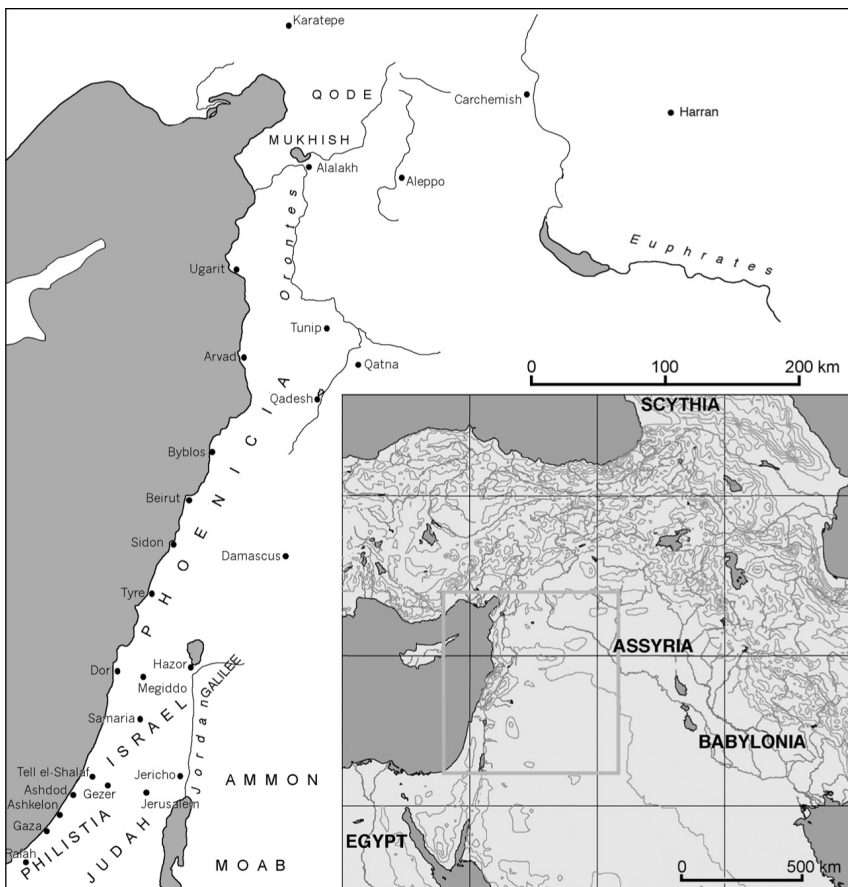 Karatepe
QODE
Carchemish
Harran
MUKHISH
Alalakh
Aleppo
Orontes
Euphrates
Ugarit
Tunip
Arvad
Qatna
0 100 200 km
Qadesh
PHOENICIA
Byblos
Beirut
Sidon
Damascus
Tyre
Hazor
Dor
Megiddo
GALILEE
Samaria
ISRAEL
Jordan
Tell el-Shalaf
Jericho
AMMON
Ashdod
Gezer
Ashkelon
Jerusalem
Gaza
PHILISTIA
JUDAH
Rafah
MOAB
SCYTHIA
ASSYRIA
BABYLONIA
EGYPT
0 500 km